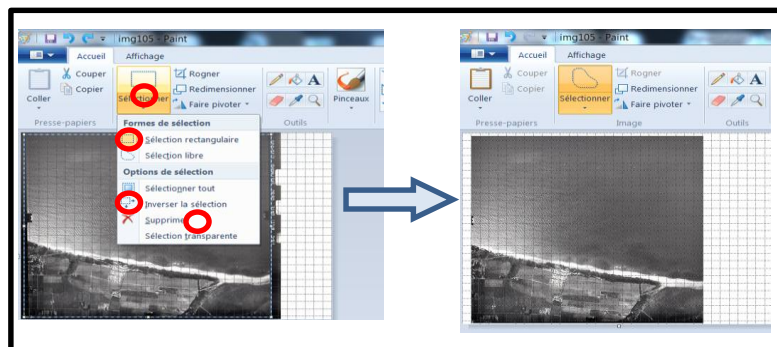 img105 - Paint
Accueil Affichage
Coller
Couper
Copier
Presse-papiers
Sélectionner
Rogner
Redimensionner
Faire pivoter
Outils
Pinceaux
Formes de sélection
Sélection rectangulaire
Sélection libre
Options de sélection
Sélectionner tout
Inverser la sélection
Supprime
Sélection transparente
img105 - Paint
Accueil Affichage
Coller
Couper
Copier
Presse-papiers
Sélectionner
Rogner
Redimensionner
Faire pivoter
Image
Outils
A
A